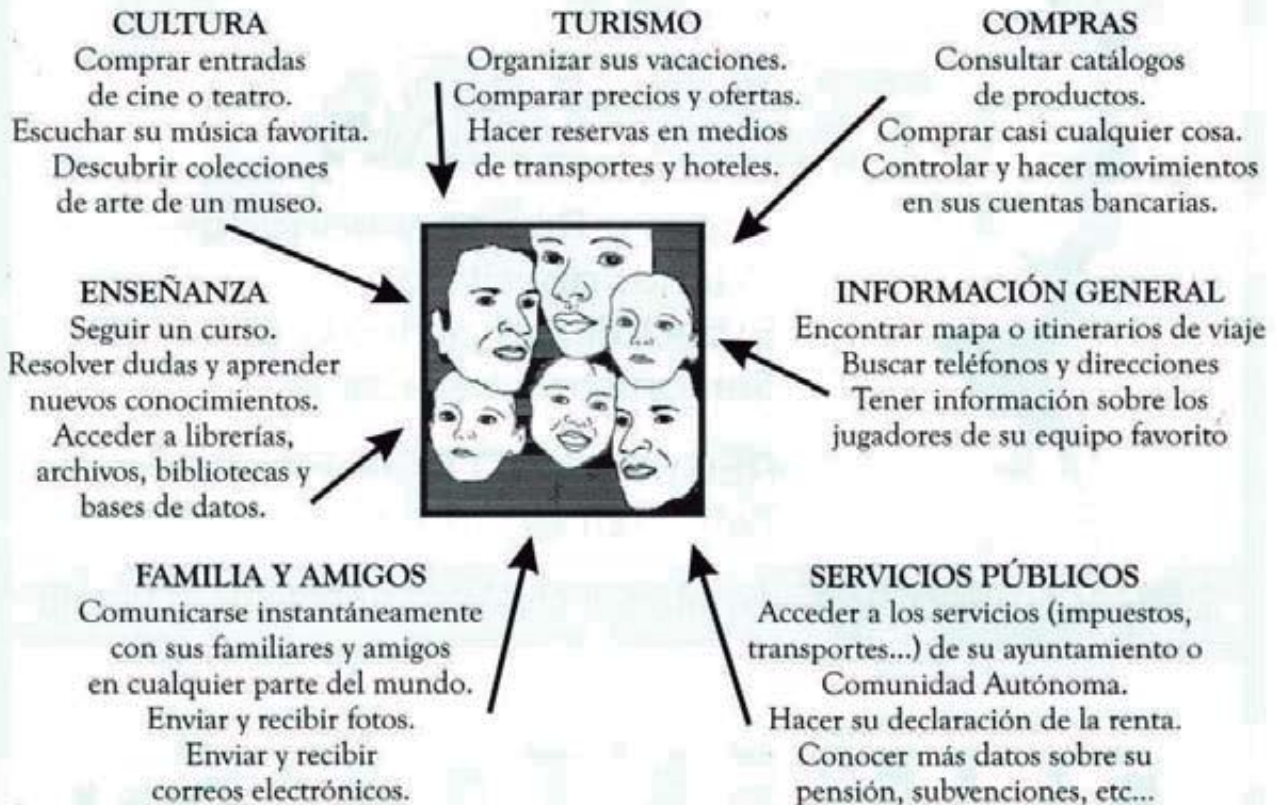 CULTURA
Comprar entradas
de cine o teatro.
Escuchar su música favorita.
Descubrir colecciones
de arte de un museo.
TURISMO
Organizar sus vacaciones.
Comparar precios y ofertas.
Hacer reservas en medios
de transportes y hoteles.
COMPRAS
Consultar catálogos
de productos.
Comprar casi cualquier cosa.
Controlar y hacer movimientos
en sus cuentas bancarias.
ENSEÑANZA
Seguir un curso.
Resolver dudas y aprender
nuevos conocimientos.
Acceder a librerías,
archivos, bibliotecas y
bases de datos.
INFORMACIÓN GENERAL
Encontrar mapa o itinerarios de viaje
Buscar teléfonos y direcciones
Tener información sobre los
jugadores de su equipo favorito
FAMILIA Y AMIGOS
Comunicarse instantáneamente
con sus familiares y amigos
en cualquier parte del mundo.
Enviar y recibir fotos.
Enviar y recibir
correos electrónicos.
SERVICIOS PÚBLICOS
Acceder a los servicios (impuestos,
transportes...) de su ayuntamiento o
Comunidad Autónoma.
Hacer su declaración de la renta.
Conocer más datos sobre su
pensión, subvenciones, etc...